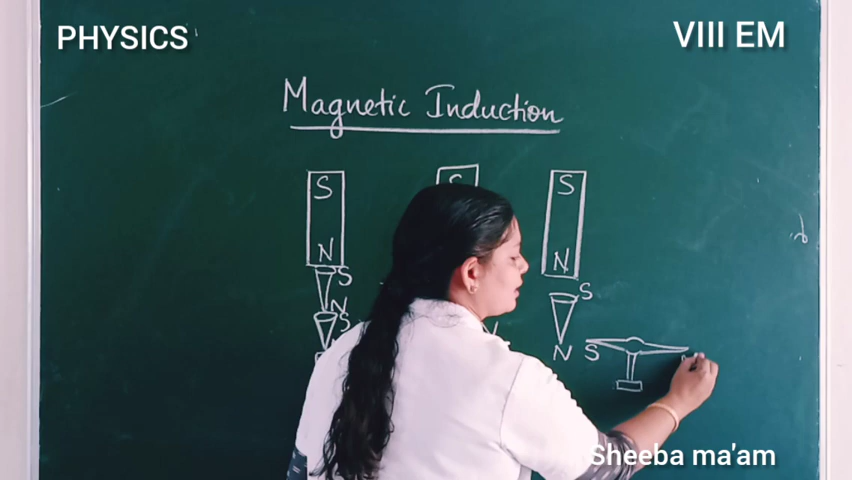 PHYSICS
VIII EM
Magnetic Induction
S S S
N N
S S
N
S N S
Sheeba ma'am